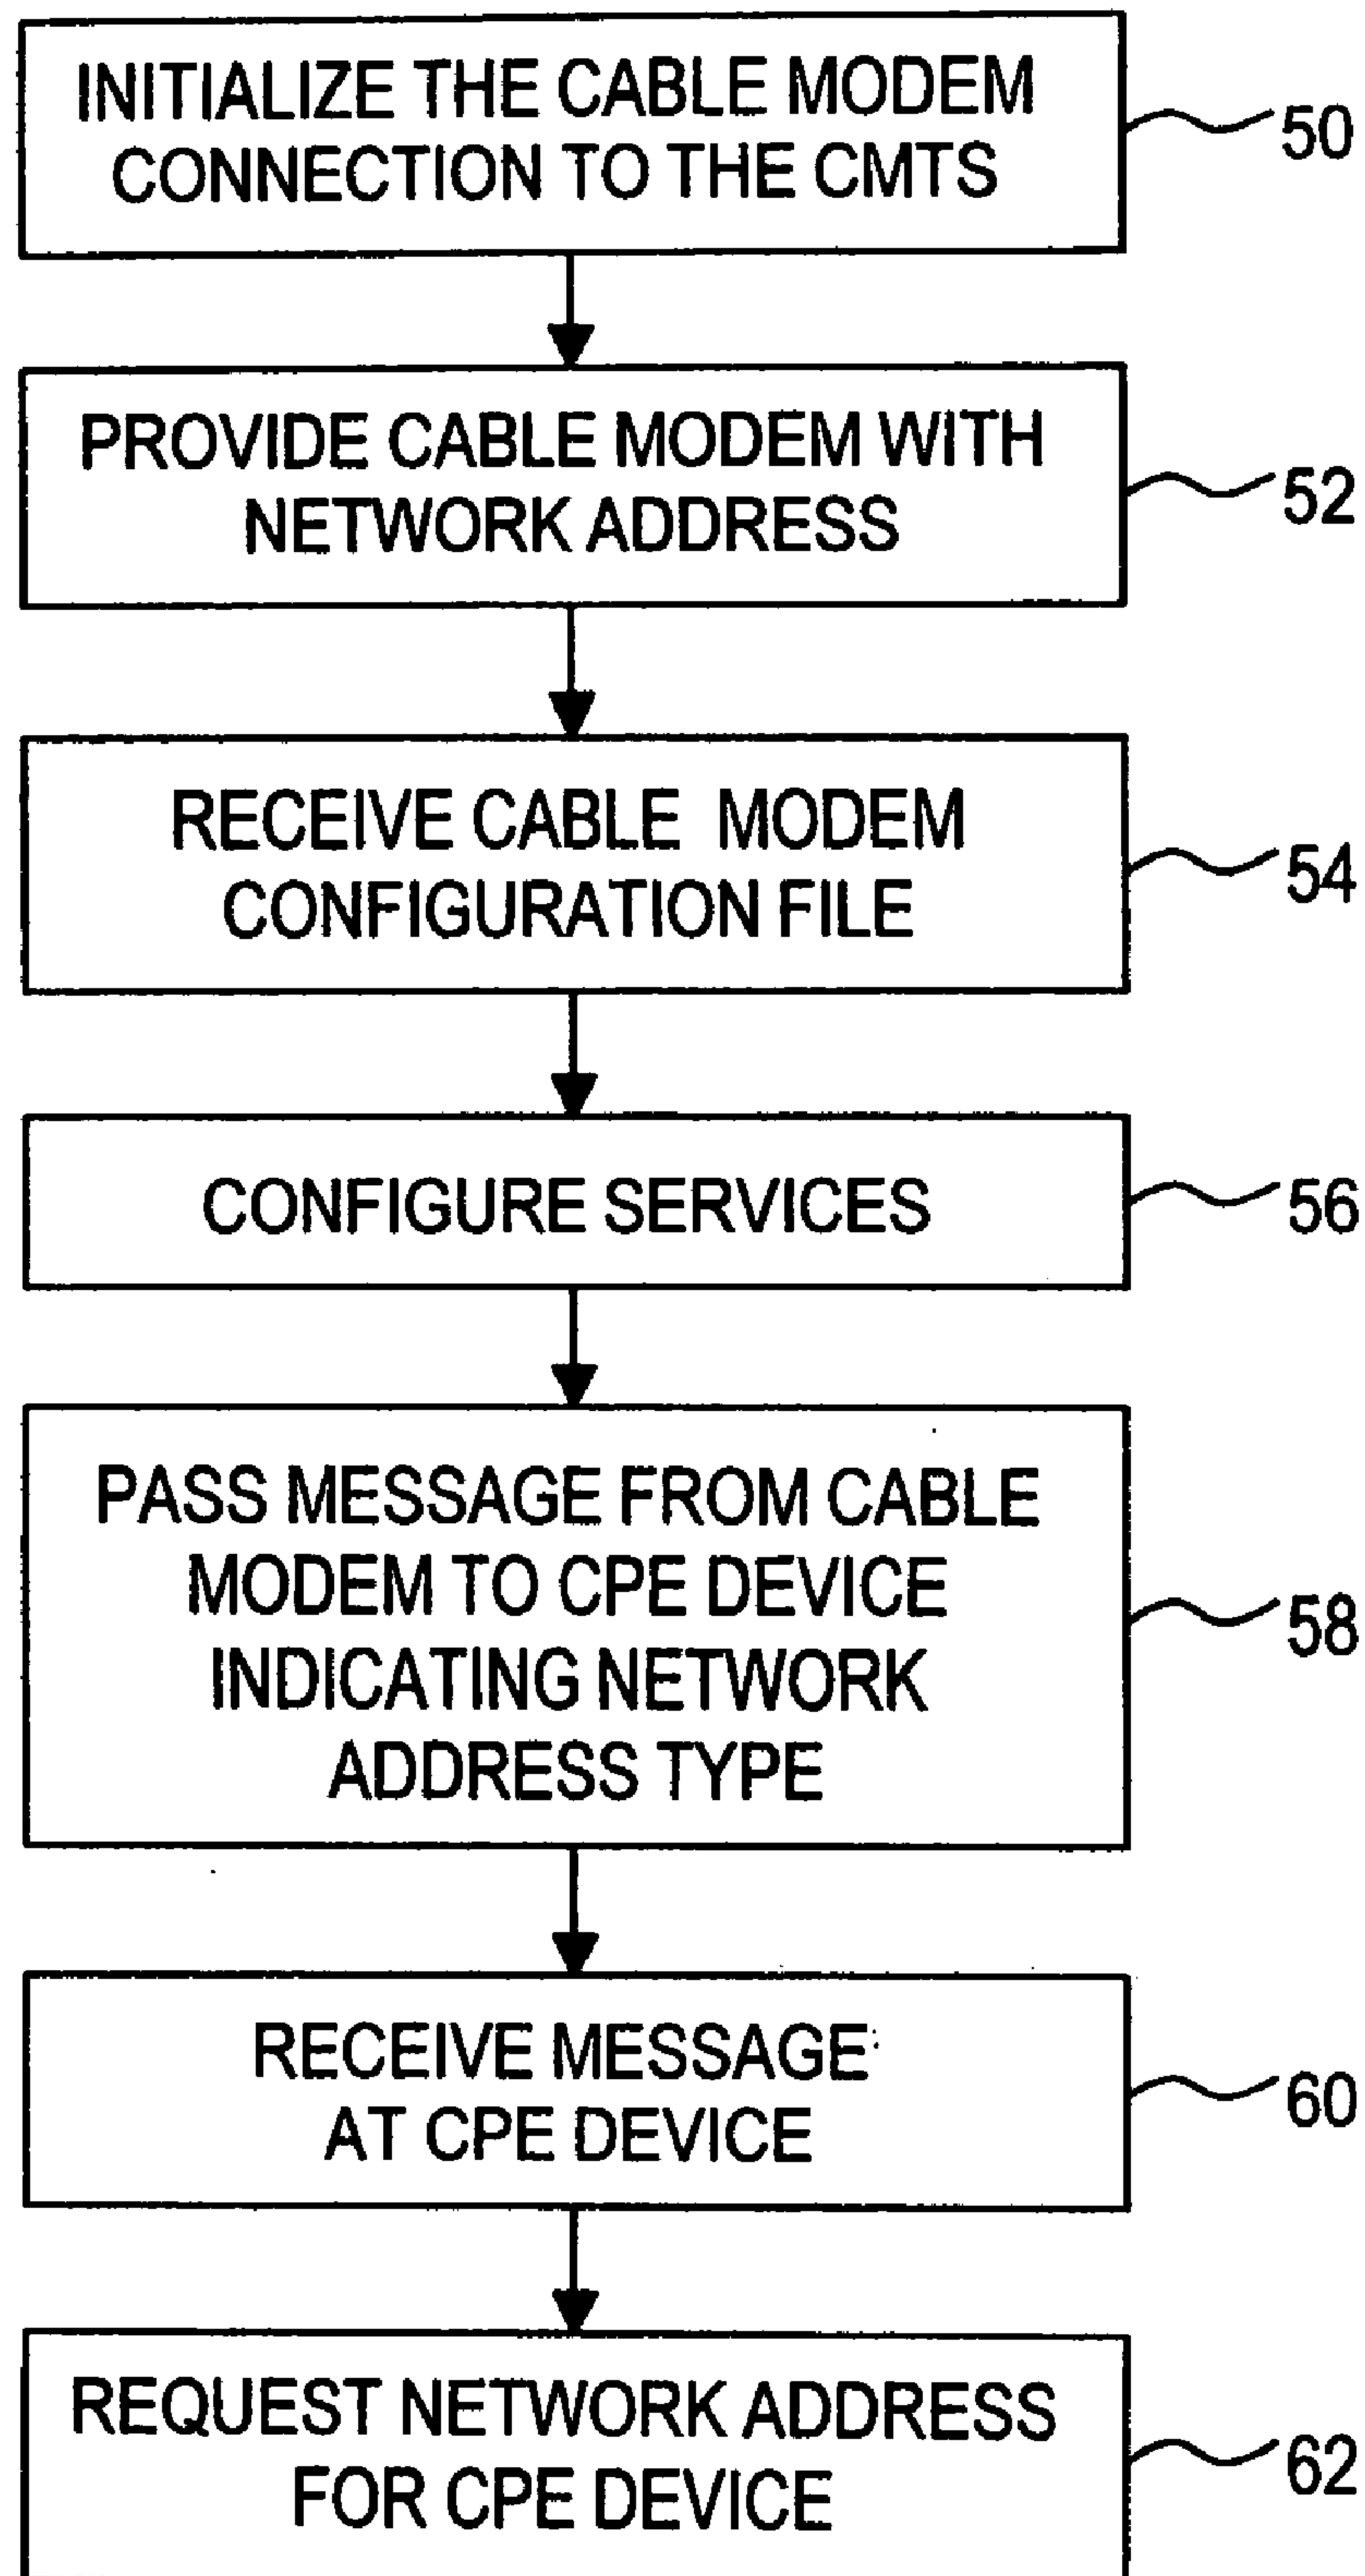 INITIALIZE THE CABLE MODEM
CONNECTION TO THE CMTS
50
PROVIDE CABLE MODEM WITH
NETWORK ADDRESS
52
RECEIVE CABLE MODEM
CONFIGURATION FILE
54
CONFIGURE SERVICES
56
PASS MESSAGE FROM CABLE
MODEM TO CPE DEVICE
INDICATING NETWORK
ADDRESS TYPE
58
RECEIVE MESSAGE
AT CPE DEVICE
60
REQUEST NETWORK ADDRESS
FOR CPE DEVICE
62